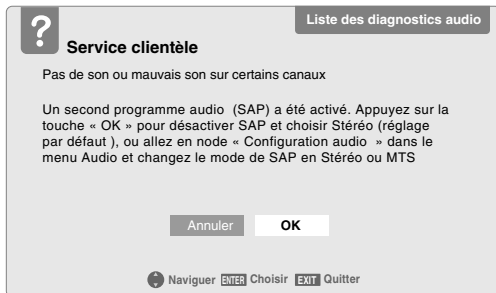 Liste des diagnostics audio
?
Service clientèle
Pas de son ou mauvais son sur certains canaux
Un second programme audio (SAP) a été activé. Appuyez sur la
touche « OK » pour désactiver SAP et choisir Stéréo (réglage
par défaut ), ou allez en node « Configuration audio » dans le
menu Audio et changez le mode de SAP en Stéréo ou MTS
Annuler OK
Naviguer ENTER Choisir EXIT Quitter